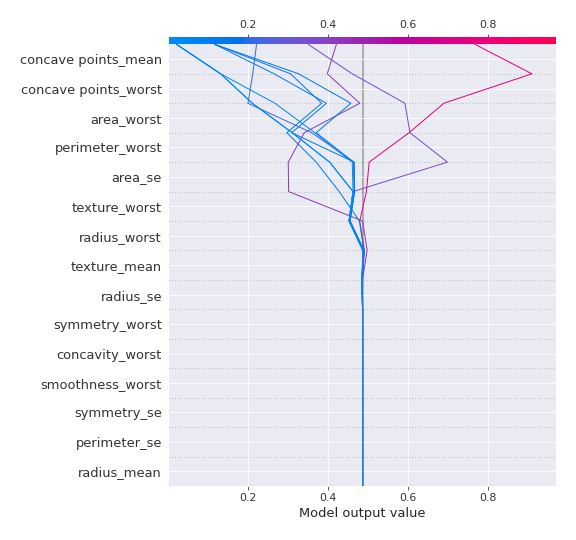 0.2 0.4 0.6 0.8
concave points_mean
concave points_worst
area_worst
perimeter_worst
area_se
texture_worst
radius_worst
texture_mean
radius_se
symmetry_worst
concavity_worst
smoothness_worst
symmetry_se
perimeter_se
radius_mean
0.2 0.4 0.6 0.8
Model output value